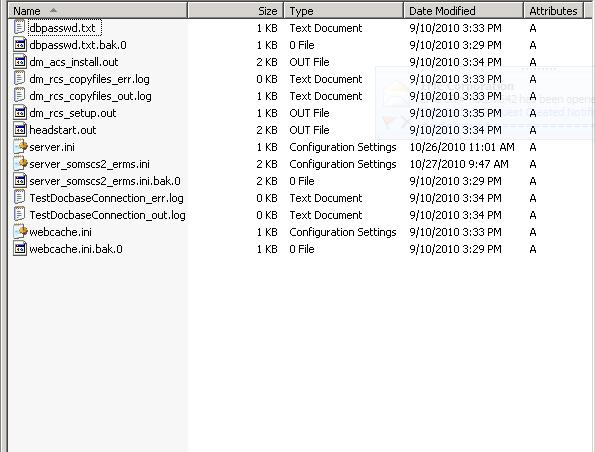 Name Size Type Date Modified Attributes
dbpasswd.txt 1 KB Text Document 9/10/2010 3:33 PM A
dbpasswd.txt.bak.0 1 KB 0 File 9/10/2010 3:29 PM A
dm_acs_install.out 2 KB OUT File 9/10/2010 3:34 PM A
dm_rcs_copyfiles_err.log 0 KB Text Document 9/10/2010 3:33 PM A
dm_rcs_copyfiles_out.log 1 KB Text Document 9/10/2010 3:33 PM A
dm_rcs_setup.out 1 KB OUT File 9/10/2010 3:35 PM A
headstart.out 2 KB OUT File 9/10/2010 3:34 PM A
server.ini 1 KB Configuration Settings 10/26/2010 11:01 AM A
server_somscs2_erms.ini 2 KB Configuration Settings 10/27/2010 9:47 AM A
server_somscs2_erms.ini.bak.0 2 KB 0 File 9/10/2010 3:29 PM A
TestDocbaseConnection_err.log 0 KB Text Document 9/10/2010 3:34 PM A
TestDocbaseConnection_out.log 0 KB Text Document 9/10/2010 3:34 PM A
webcache.ini 1 KB Configuration Settings 9/10/2010 3:33 PM A
webcache.ini.bak.0 1 KB 0 File 9/10/2010 3:29 PM A